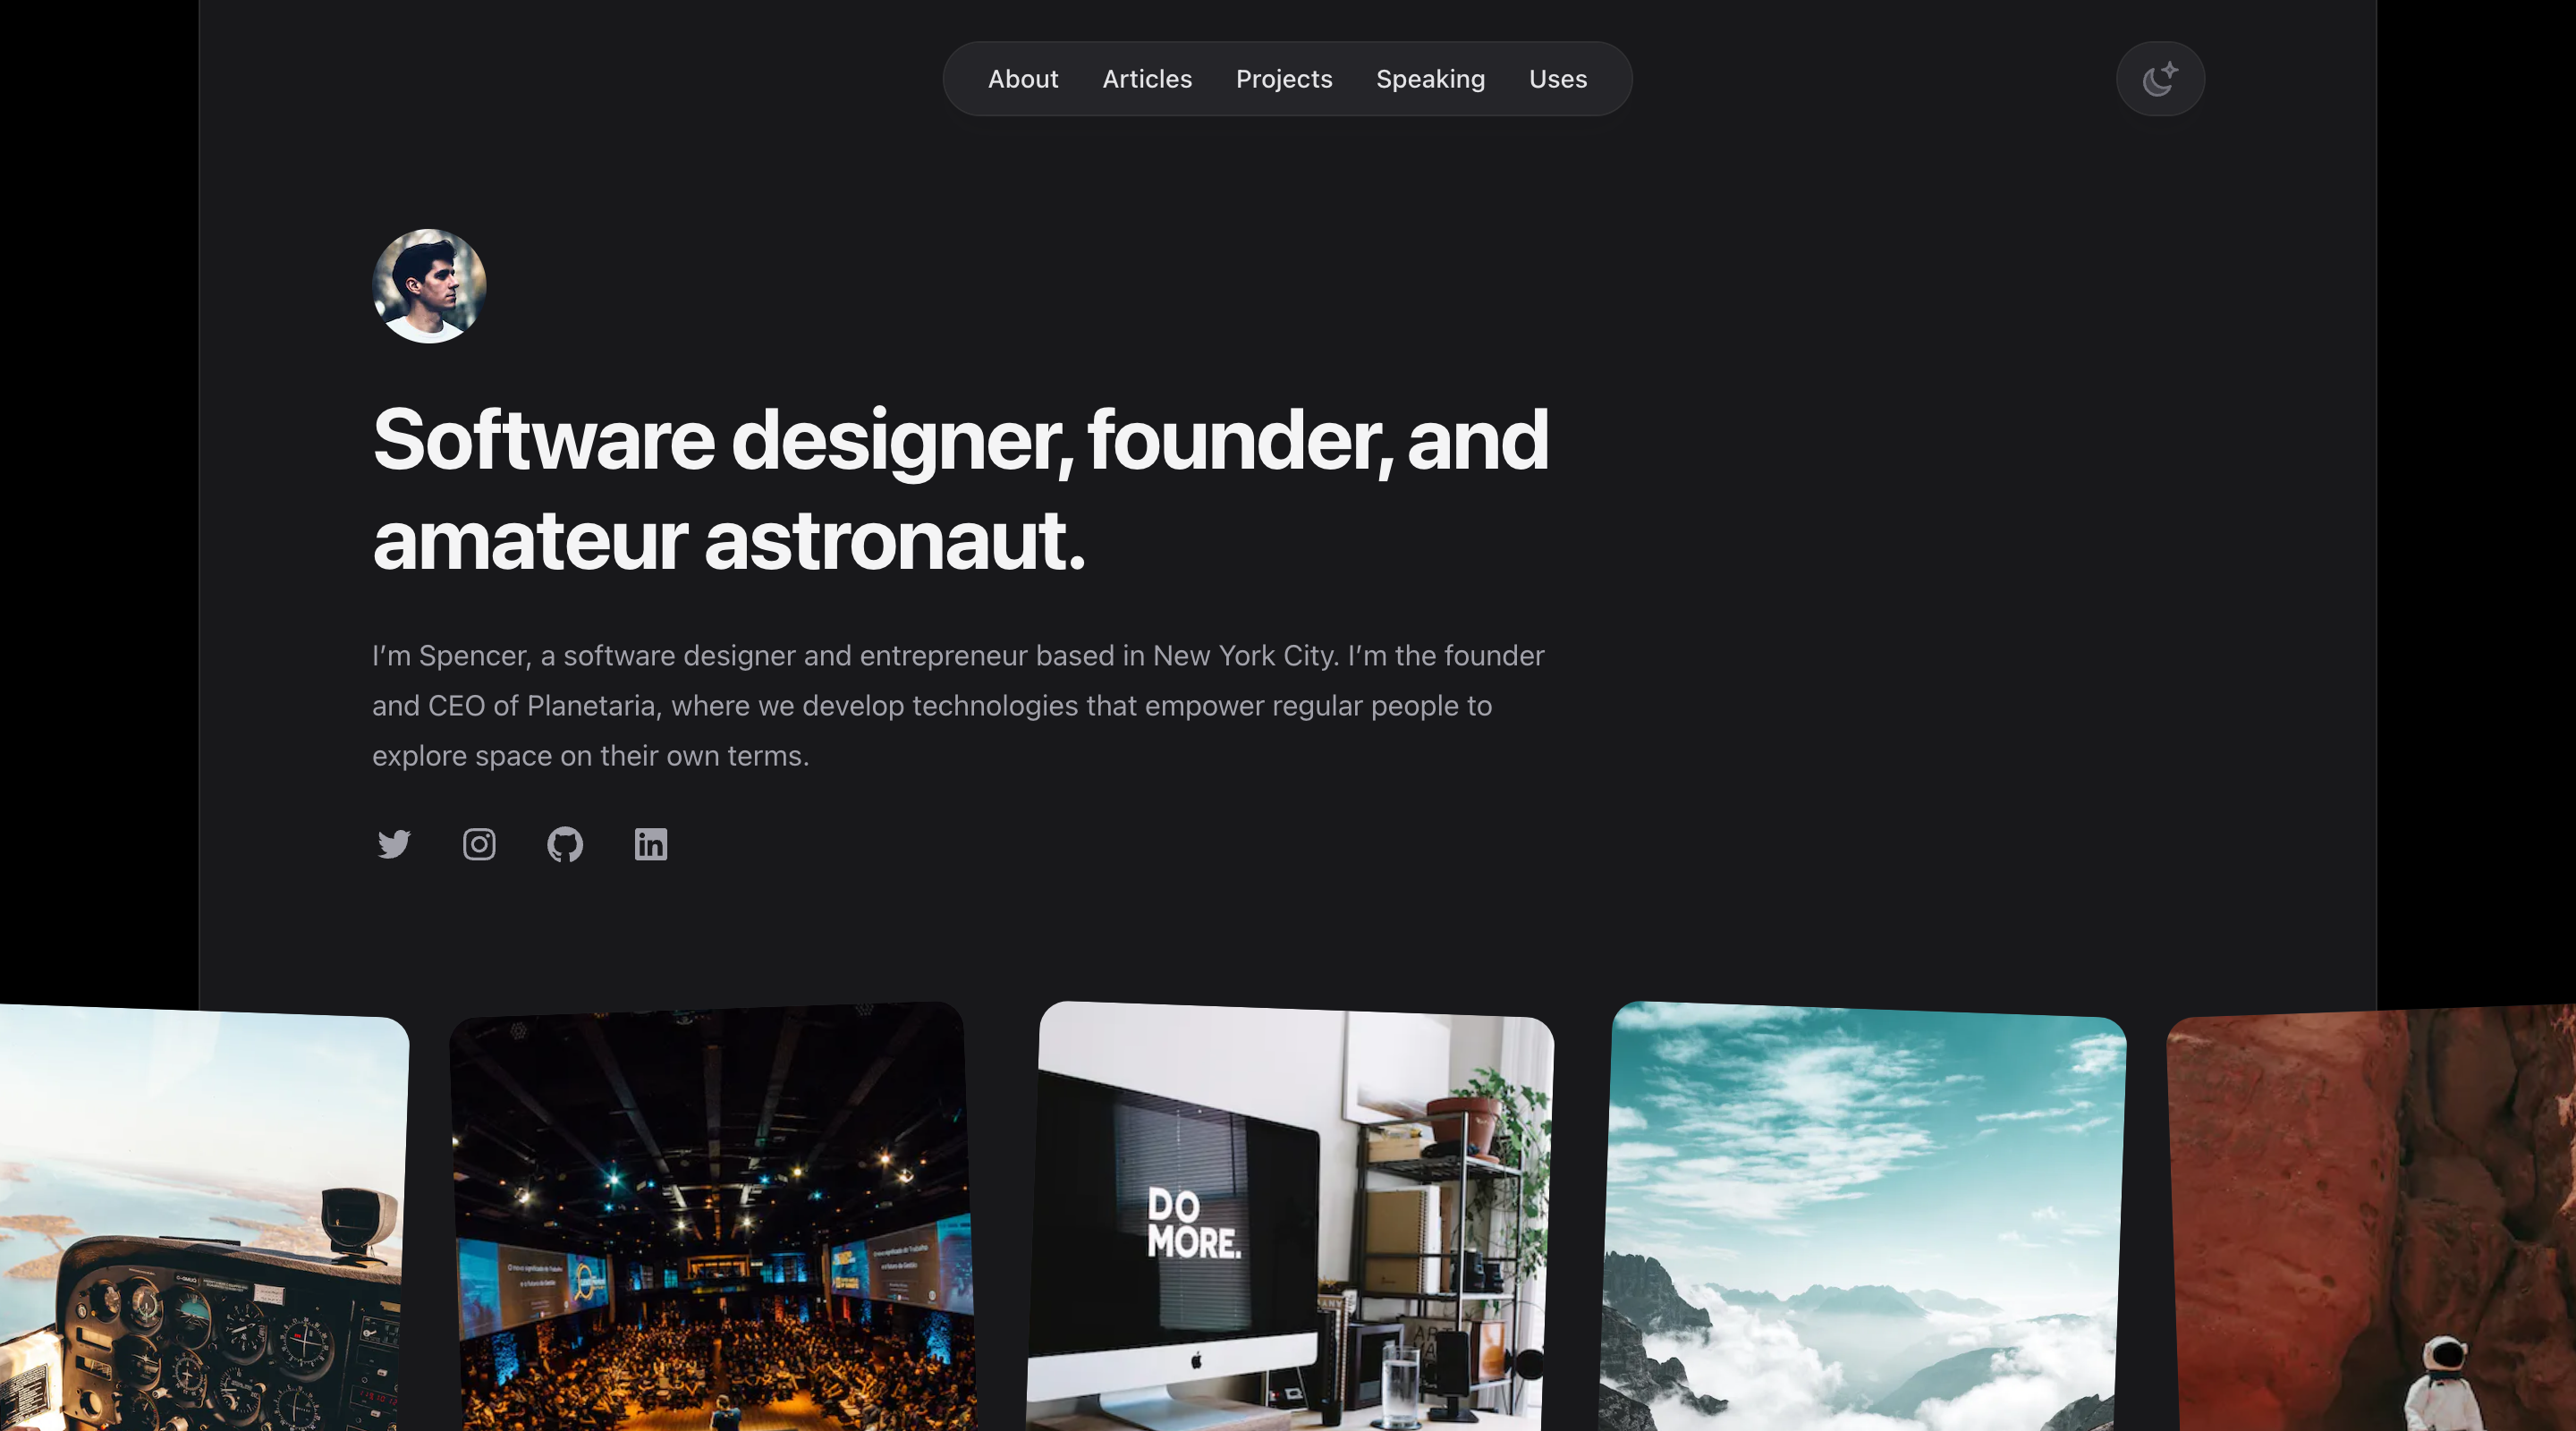 About Articles Projects Speaking Uses
Software designer, founder, and
amateur astronaut.
I’m Spencer, a software designer and entrepreneur based in New York City. I’m the founder
and CEO of Planetaria, where we develop technologies that empower regular people to
explore space on their own terms.
DO
MORE.